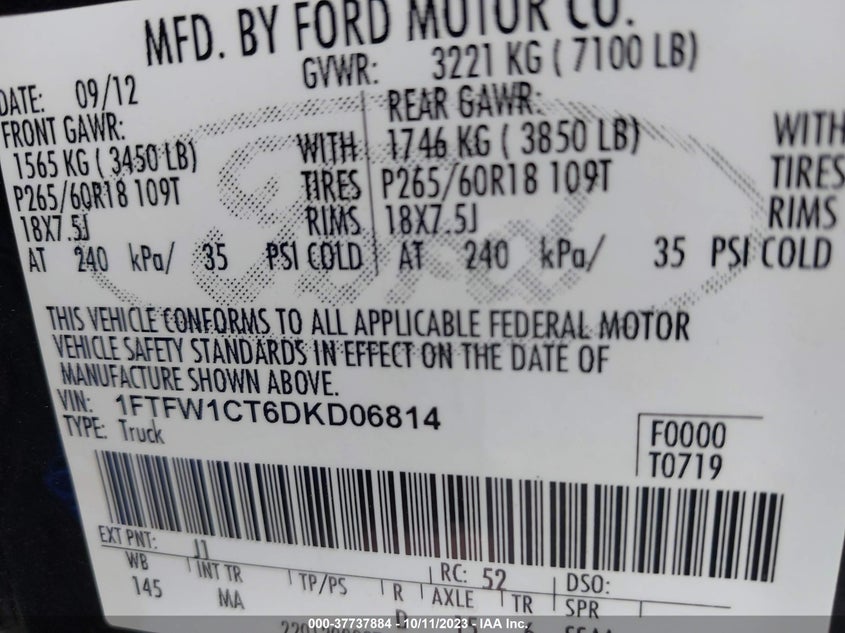 MFD. BY FORD MOTOR CO.
DATE: 09/12 GVWR: 3221 KG ( 7100 LB)
FRONT GAWR: REAR GAWR:
1565 KG ( 3450 LB) WITH 1746 KG ( 3850 LB) WITH
P265/60R18 109T TIRES P265/60R18 109T TIRES
18X7.5J RIMS 18X7.5J RIMS
AT 240 kPa/ 35 PSI COLD AT 240 kPa/ 35 PSI COLD
Ford
THIS VEHICLE CONFORMS TO ALL APPLICABLE FEDERAL MOTOR
VEHICLE SAFETY STANDARDS IN EFFECT ON THE DATE OF
MANUFACTURE SHOWN ABOVE.
VIN: 1FTFW1CT6DKD06814
TYPE: Truck
F0000
T0719
EXT PNT: J1 RC: 52 DSO:
WB INT TR TP/PS R AXLE TR SPR
145 MA
000-37737884 | 10/11/2023 - IAA Inc.